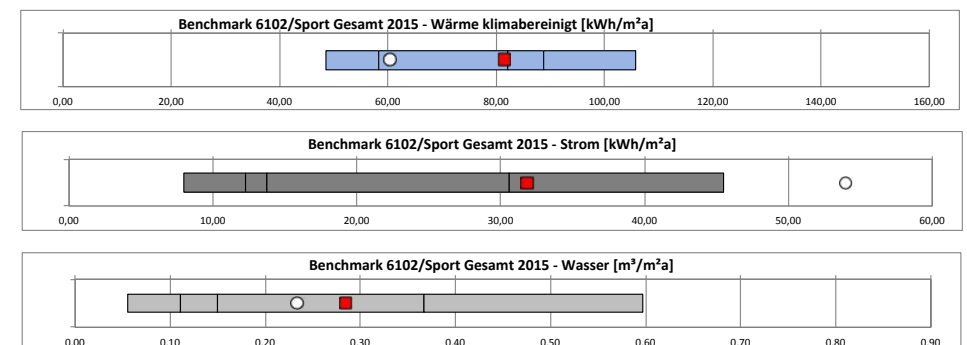 Benchmark 6102/Sport Gesamt 2015 - Wärme klimabereinigt [kWh/m²a]
0,00 20,00 40,00 60,00 80,00 100,00 120,00 140,00 160,00
Benchmark 6102/Sport Gesamt 2015 - Strom [kWh/m²a]
0,00 10,00 20,00 30,00 40,00 50,00 60,00
Benchmark 6102/Sport Gesamt 2015 - Wasser [m³/m²a]
0,00 0,10 0,20 0,30 0,40 0,50 0,60 0,70 0,80 0,90